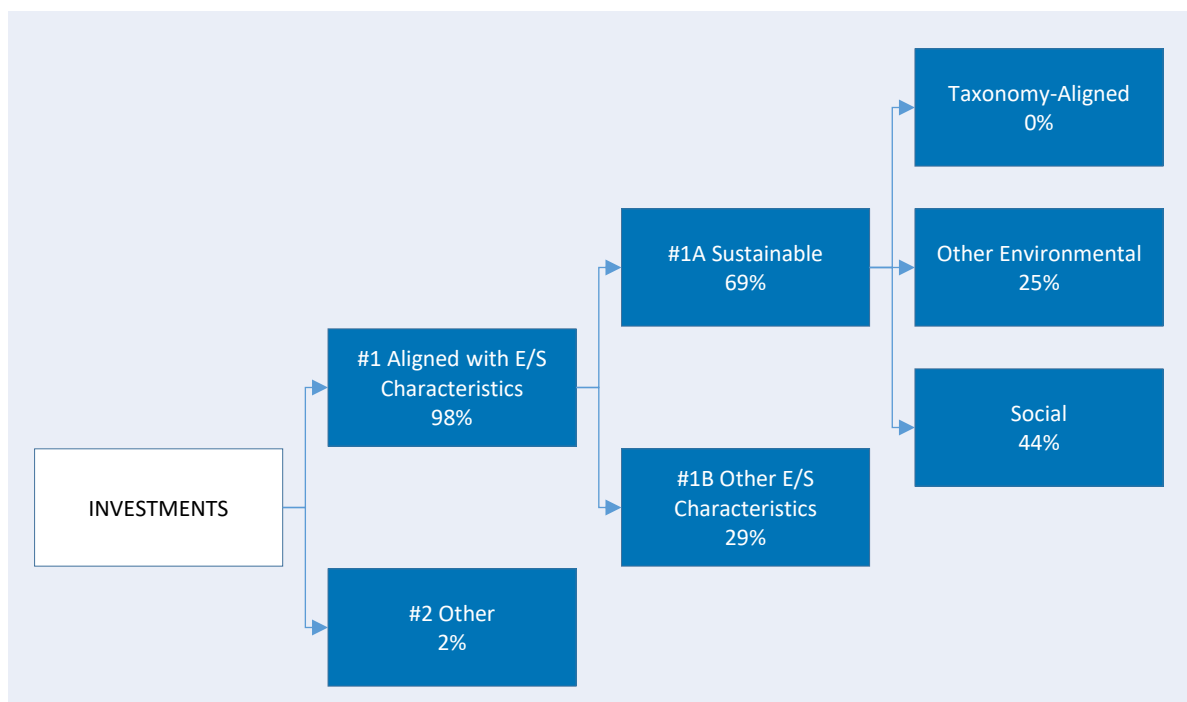 Taxonomy-Aligned
0%
#1A Sustainable
69%
Other Environmental
25%
#1 Aligned with E/S
Characteristics
98%
Social
44%
INVESTMENTS
#1B Other E/S
Characteristics
29%
#2 Other
2%